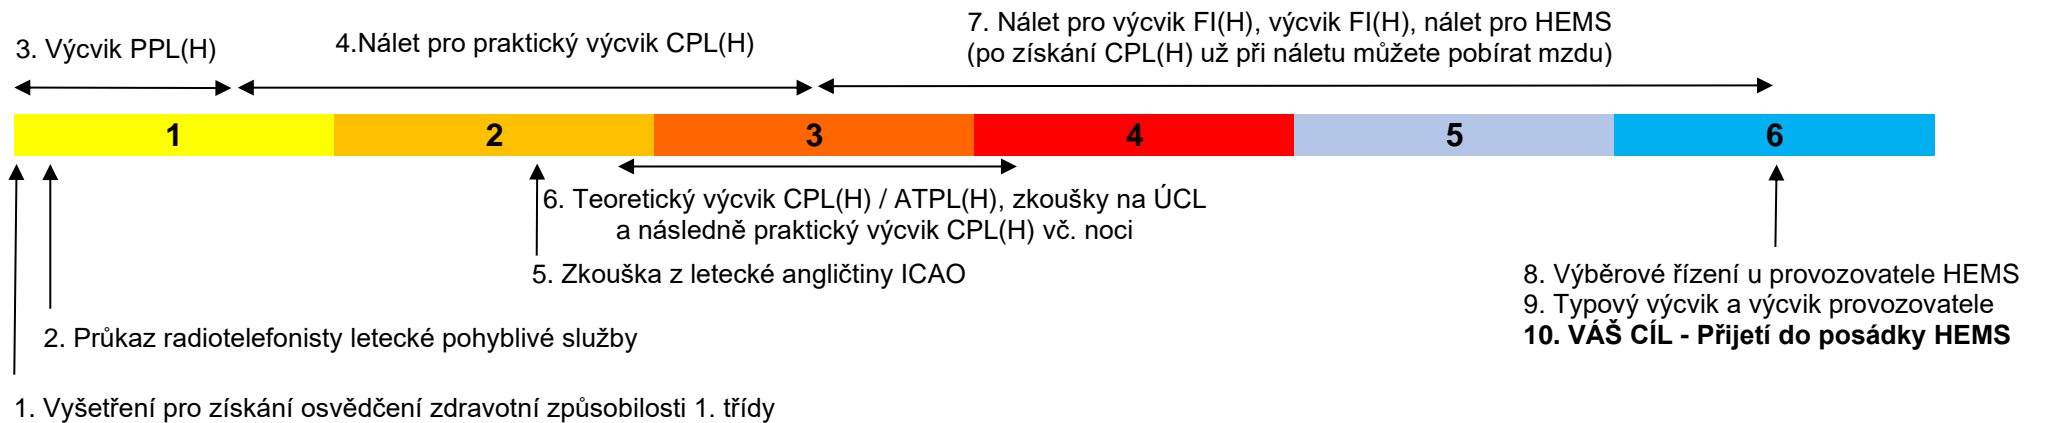 7. Nálet pro výcvik FI(H), výcvik FI(H), nálet pro HEMS
(po získání CPL(H) už při náletu můžete pobírat mzdu)
3. Výcvik PPL(H)
4.Nálet pro praktický výcvik CPL(H)
1
2
3
4
5
6
6. Teoretický výcvik CPL(H) / ATPL(H), zkoušky na ÚCL
a následně praktický výcvik CPL(H) vč. noci
5. Zkouška z letecké angličtiny ICAO
8. Výběrové řízení u provozovatele HEMS
9. Typový výcvik a výcvik provozovatele
10. VÁŠ CÍL - Přijetí do posádky HEMS
2. Průkaz radiotelefonisty letecké pohyblivé služby
1. Vyšetření pro získání osvědčení zdravotní způsobilosti 1. třídy